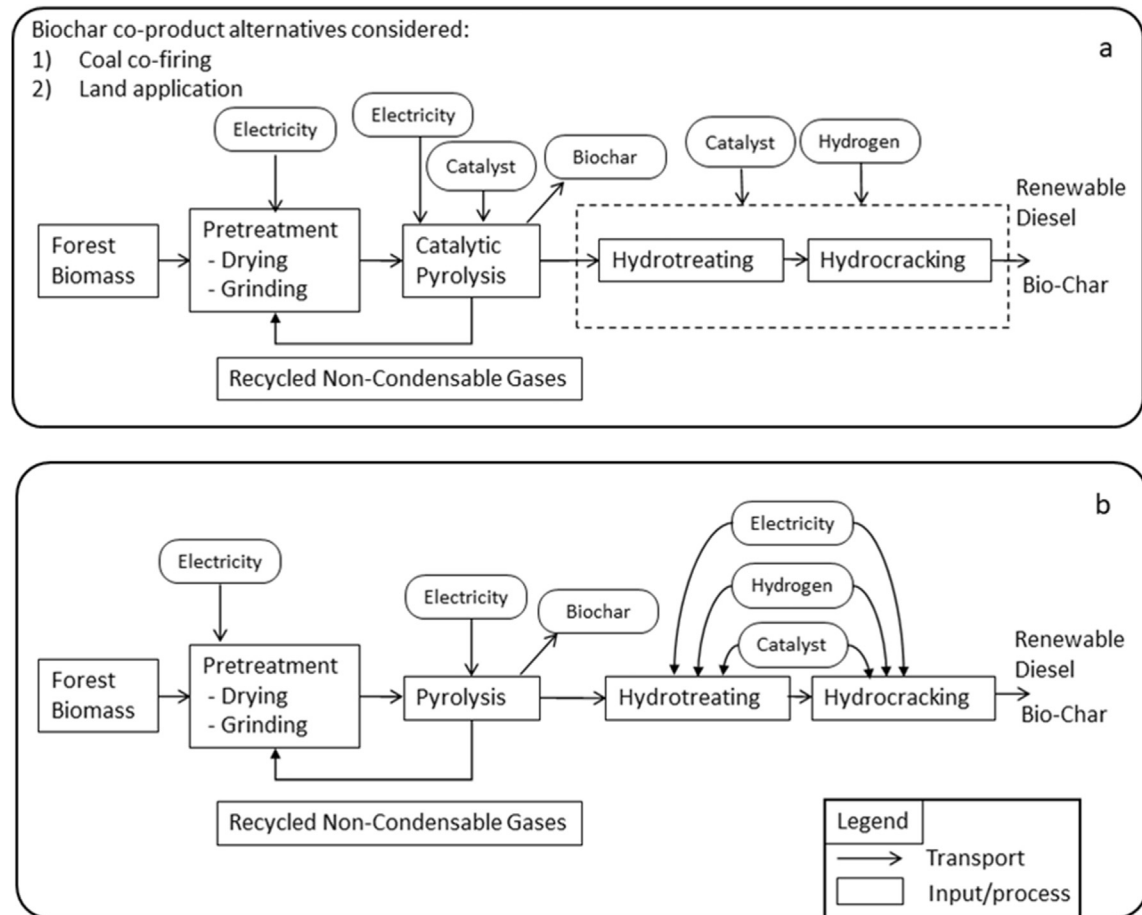 Biochar co-product alternatives considered:
1) Coal co-firing
2) Land application
a
Electricity
Electricity
Catalyst
Biochar
Catalyst
Hydrogen
Forest
Biomass
Pretreatment
- Drying
- Grinding
Catalytic
Pyrolysis
Hydrotreating
Hydrocracking
Renewable
Diesel
Bio-Char
Recycled Non-Condensable Gases
b
Electricity
Electricity
Biochar
Electricity
Hydrogen
Catalyst
Forest
Biomass
Pretreatment
- Drying
- Grinding
Pyrolysis
Hydrotreating
Hydrocracking
Renewable
Diesel
Bio-Char
Recycled Non-Condensable Gases
Legend
Transport
Input/process